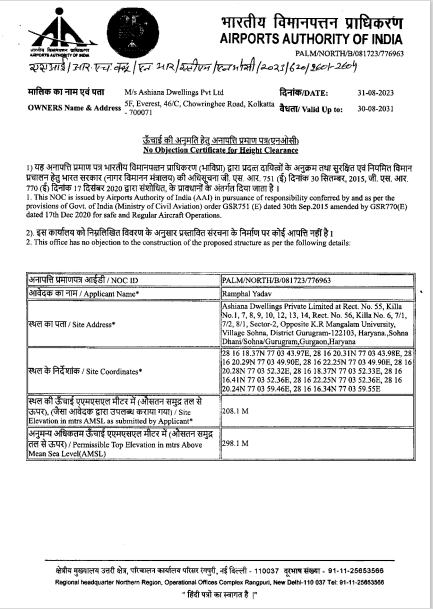 भारतीय विमानपत्तन प्राधिकरण
AIRPORTS AUTHORITY OF INDIA
AIRPORTS AUTHORITY OF INDIA
PALM/NORTH/B/081723/776963
मालिक का नाम एवं पता
OWNERS Name & Address
M/s Ashiana Dwellings Pvt Ltd
5F, Everest, 46/C, Chowringhee Road, Kolkatta
- 700071
दिनांक/DATE: 31-08-2023
वैधता/ Valid Up to: 30-08-2031
ऊँचाई की अनुमति हेतु अनापत्ति प्रमाण पत्र(एनओसी)
No Objection Certificate for Height Clearance
1) यह अनापत्ति प्रमाण पत्र भारतीय विमानपत्तन प्राधिकरण (भाविप्रा) द्वारा प्रदत्त दायित्वों के अनुक्रम तथा सुरक्षित एवं नियमित विमान
प्रचालन हेतु भारत सरकार (नागर विमानन मंत्रालय) की अधिसूचना जी. एस. आर. 751 (ई) दिनांक 30 सितम्बर, 2015, जी. एस. आर.
770 (ई) दिनांक 17 दिसंबर 2020 द्वारा संशोधित, के प्रावधानों के अंतर्गत दिया जाता है ।
1. This NOC is issued by Airports Authority of India (AAI) in pursuance of responsibility conferred by and as per the
provisions of Govt. of India (Ministry of Civil Aviation) order GSR751 (E) dated 30th Sep.2015 amended by GSR770(E)
dated 17th Dec 2020 for safe and Regular Aircraft Operations.
2). इस कार्यालय को निम्नलिखित विवरण के अनुसार प्रस्तावित संरचना के निर्माण पर कोई आपत्ति नहीं है ।
2. This office has no objection to the construction of the proposed structure as per the following details:
अनापत्ति प्रमाणपत्र आईडी / NOC ID
PALM/NORTH/B/081723/776963
आवेदक का नाम / Applicant Name*
Ramphal Yadav
स्थल का पता / Site Address*
Ashiana Dwellings Private Limited at Rect. No. 55, Killa
No.1, 7, 8, 9, 10, 12, 13, 14, Rect. No. 56, Killa No. 6, 7/1,
7/2, 8/1, Sector-2, Opposite K.R Mangalam University,
Village Sohna, District Gurugram-122103, Haryana.,Sohna
Dhani/Sohna/Gurugram,Gurgaon,Haryana
स्थल के निर्देशांक / Site Coordinates*
28 16 18.37N 77 03 43.97E, 28 16 20.31N 77 03 43.98E, 28
16 20.29N 77 03 49.90E, 28 16 22.25N 77 03 49.90E, 28 16
20.28N 77 03 52.32E, 28 16 18.37N 77 03 52.33E, 28 16
16.41N 77 03 52.36E, 28 16 22.25N 77 03 52.36E, 28 16
20.24N 77 03 59.46E, 28 16 16.34N 77 03 59.55E
स्थल की ऊँचाई एएमएसएल मीटर में (औसतन समुद्र तल से
ऊपर), (जैसा आवेदक द्वारा उपलब्ध कराया गया) / Site
Elevation in mtrs AMSL as submitted by Applicant*
208.1 M
अनुमन्य अधिकतम ऊँचाई एएमएसएल मीटर में (औसतन समुद्र
तल से ऊपर) / Permissible Top Elevation in mtrs Above
Mean Sea Level(AMSL)
298.1 M
क्षेत्रीय मुख्यालय उत्तरी क्षेत्र, परिचालन कार्यालय परिसर रंगपुरी, नई दिल्ली - 110037 दूरभाष संख्या - 91-11-25653566
Regional headquarter Northern Region, Operational Offices Complex Rangpuri, New Delhi-110 037 Tel: 91-11-25653566
" हिंदी पत्रों का स्वागत है ।"